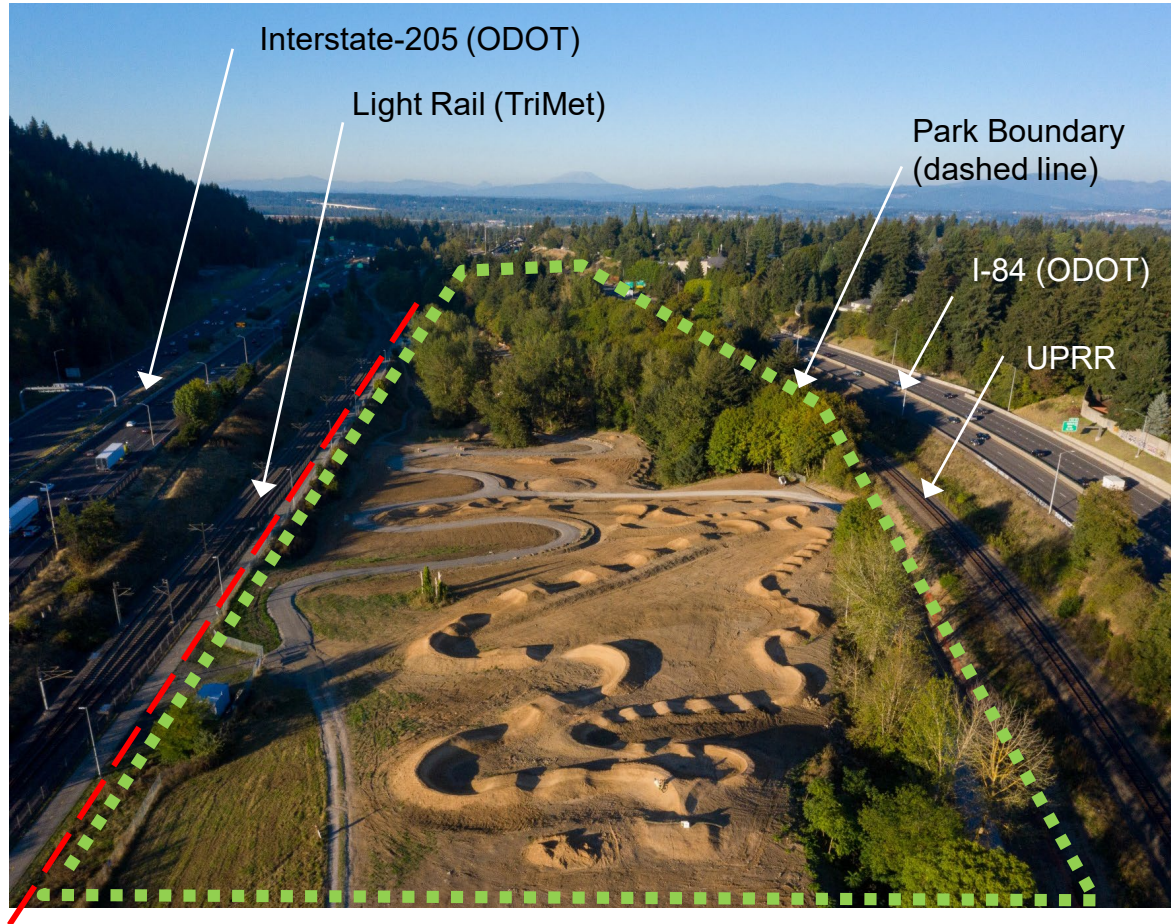 Interstate-205 (ODOT)
Light Rail (TriMet)
Park Boundary
(dashed line)
I-84 (ODOT)
UPRR